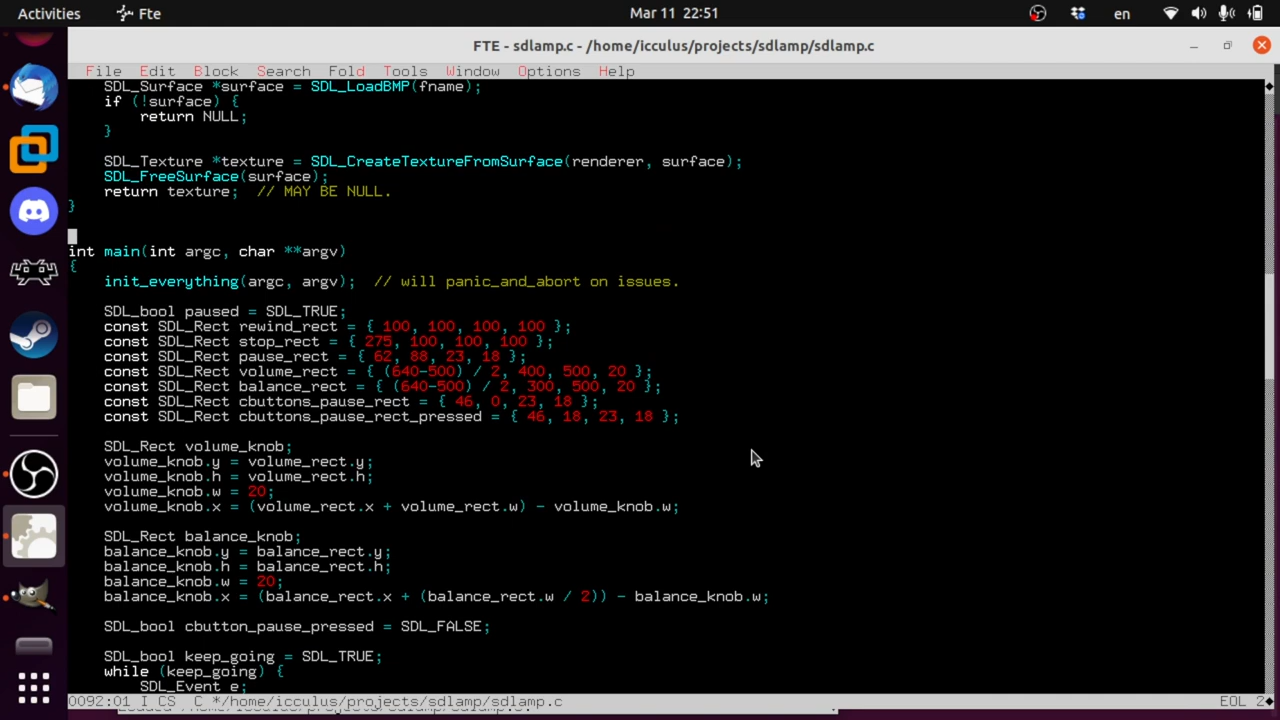 Activities Fte Mar 11 22:51 en
FTE - sdlamp.c - /home/icculus/projects/sdlamp/sdlamp.c
File Edit Block Search Fold Tools Window Options Help
SDL_Surface *surface = SDL_LoadBMP(fname);
if (!surface) {
return NULL;
}
SDL_Texture *texture = SDL_CreateTextureFromSurface(renderer, surface);
SDL_FreeSurface(surface);
return texture;  // MAY BE NULL.
}
int main(int argc, char **argv)
{
init_everything(argc, argv);  // will panic_and_abort on issues.
SDL_bool paused = SDL_TRUE;
const SDL_Rect rewind_rect = { 100, 100, 100, 100 };
const SDL_Rect stop_rect = { 275, 100, 100, 100 };
const SDL_Rect pause_rect = { 62, 88, 23, 18 };
const SDL_Rect volume_rect = { (640-500) / 2, 400, 500, 20 };
const SDL_Rect balance_rect = { (640-500) / 2, 300, 500, 20 };
const SDL_Rect cbuttons_pause_rect = { 46, 0, 23, 18 };
const SDL_Rect cbuttons_pause_rect_pressed = { 46, 18, 23, 18 };
SDL_Rect volume_knob;
volume_knob.y = volume_rect.y;
volume_knob.h = volume_rect.h;
volume_knob.w = 20;
volume_knob.x = (volume_rect.x + volume_rect.w) - volume_knob.w;
SDL_Rect balance_knob;
balance_knob.y = balance_rect.y;
balance_knob.h = balance_rect.h;
balance_knob.w = 20;
balance_knob.x = (balance_rect.x + (balance_rect.w / 2)) - balance_knob.w;
SDL_bool cbutton_pause_pressed = SDL_FALSE;
SDL_bool keep_going = SDL_TRUE;
while (keep_going) {
SDL_Event e;
0092:01 I CS  C */home/icculus/projects/sdlamp/sdlamp.c EOL 2